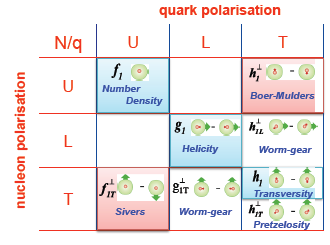 quark polarisation
N/q U L T
nucleon polarisation
U
f₁
Number
Density
h₁⊥ -
Boer-Mulders
L
g₁ -
Helicity
h₁L⊥ -
Worm-gear
T
f₁T⊥ -
Sivers
g₁T⊥ -
Worm-gear
h₁ -
Transversity
h₁T⊥ -
Pretzelosity